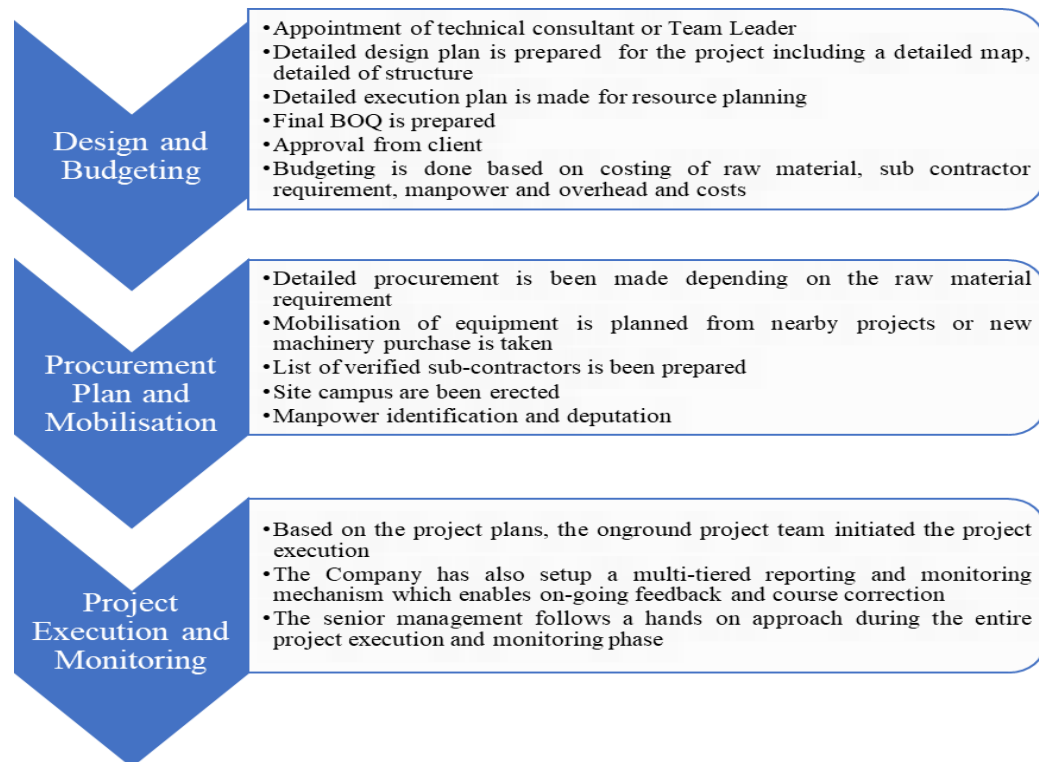 Design and
Budgeting
•Appointment of technical consultant or Team Leader
•Detailed design plan is prepared for the project including a detailed map,
detailed of structure
•Detailed execution plan is made for resource planning
•Final BOQ is prepared
•Approval from client
•Budgeting is done based on costing of raw material, sub contractor
requirement, manpower and overhead and costs
Procurement
Plan and
Mobilisation
•Detailed procurement is been made depending on the raw material
requirement
•Mobilisation of equipment is planned from nearby projects or new
machinery purchase is taken
•List of verified sub-contractors is been prepared
•Site campus are been erected
•Manpower identification and deputation
Project
Execution and
Monitoring
•Based on the project plans, the onground project team initiated the project
execution
•The Company has also setup a multi-tiered reporting and monitoring
mechanism which enables on-going feedback and course correction
•The senior management follows a hands on approach during the entire
project execution and monitoring phase